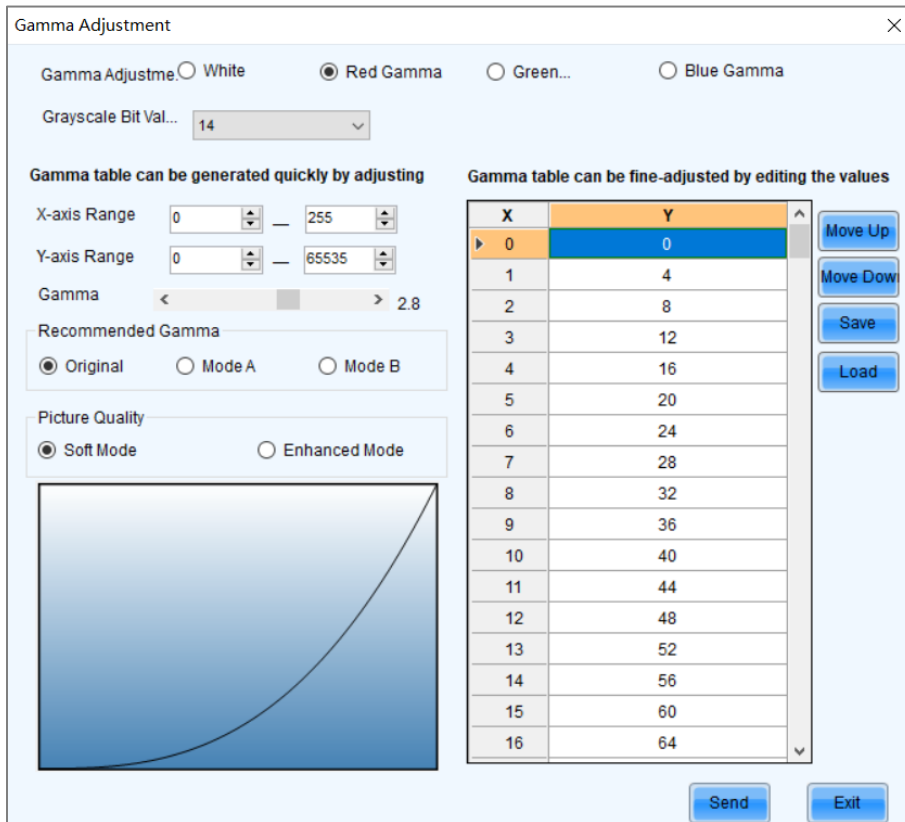 Gamma Adjustment
Gamma Adjustme... White Red Gamma Green... Blue Gamma
Grayscale Bit Val... 14
Gamma table can be generated quickly by adjusting
X-axis Range 0 — 255
Y-axis Range 0 — 65535
Gamma < > 2.8
Recommended Gamma
Original Mode A Mode B
Picture Quality
Soft Mode Enhanced Mode
Gamma table can be fine-adjusted by editing the values
X Y
0 0
1 4
2 8
3 12
4 16
5 20
6 24
7 28
8 32
9 36
10 40
11 44
12 48
13 52
14 56
15 60
16 64
Move Up
Move Dow
Save
Load
Send Exit